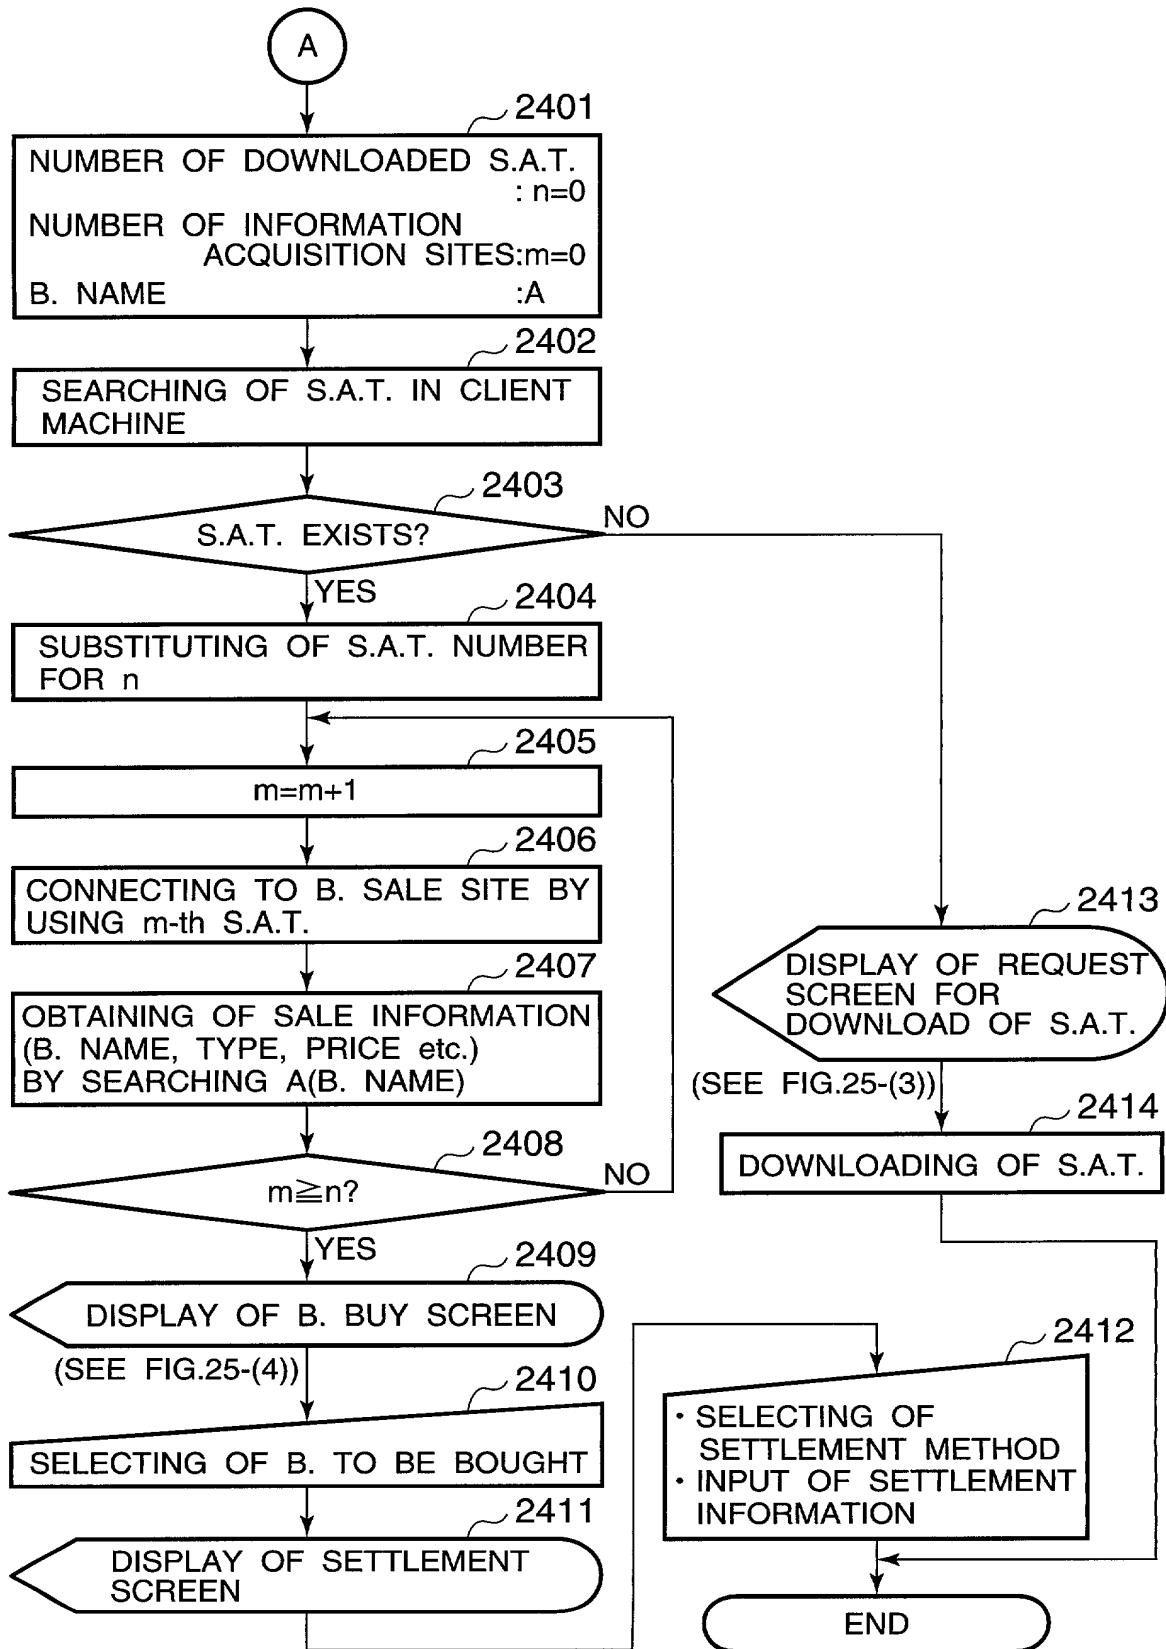 A
2401
NUMBER OF DOWNLOADED S.A.T.
: n=0
NUMBER OF INFORMATION
ACQUISITION SITES:m=0
B. NAME :A
2402
SEARCHING OF S.A.T. IN CLIENT
MACHINE
2403
S.A.T. EXISTS?
NO
YES
2404
SUBSTITUTING OF S.A.T. NUMBER
FOR n
2405
m=m+1
2406
CONNECTING TO B. SALE SITE BY
USING m-th S.A.T.
2407
OBTAINING OF SALE INFORMATION
(B. NAME, TYPE, PRICE etc.)
BY SEARCHING A(B. NAME)
2408
m≧n?
NO
YES
2409
DISPLAY OF B. BUY SCREEN
(SEE FIG.25-(4))
2410
SELECTING OF B. TO BE BOUGHT
2411
DISPLAY OF SETTLEMENT
SCREEN
2412
· SELECTING OF
SETTLEMENT METHOD
· INPUT OF SETTLEMENT
INFORMATION
2413
DISPLAY OF REQUEST
SCREEN FOR
DOWNLOAD OF S.A.T.
(SEE FIG.25-(3))
2414
DOWNLOADING OF S.A.T.
END